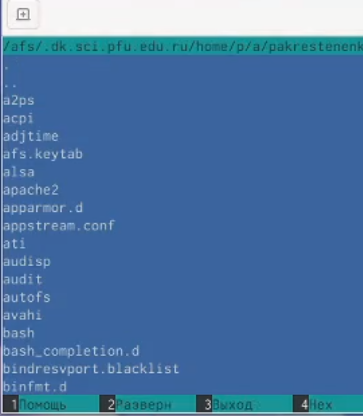 /afs/.dk.sci.pfu.edu.ru/home/p/a/pakrestenenk
.
..
a2ps
acpi
adjtime
afs.keytab
alsa
apache2
apparmor.d
appstream.conf
ati
audisp
audit
autofs
avahi
bash
bash_completion.d
bindresvport.blacklist
binfmt.d
1Помощь 2Разверн 3Выход 4Hex